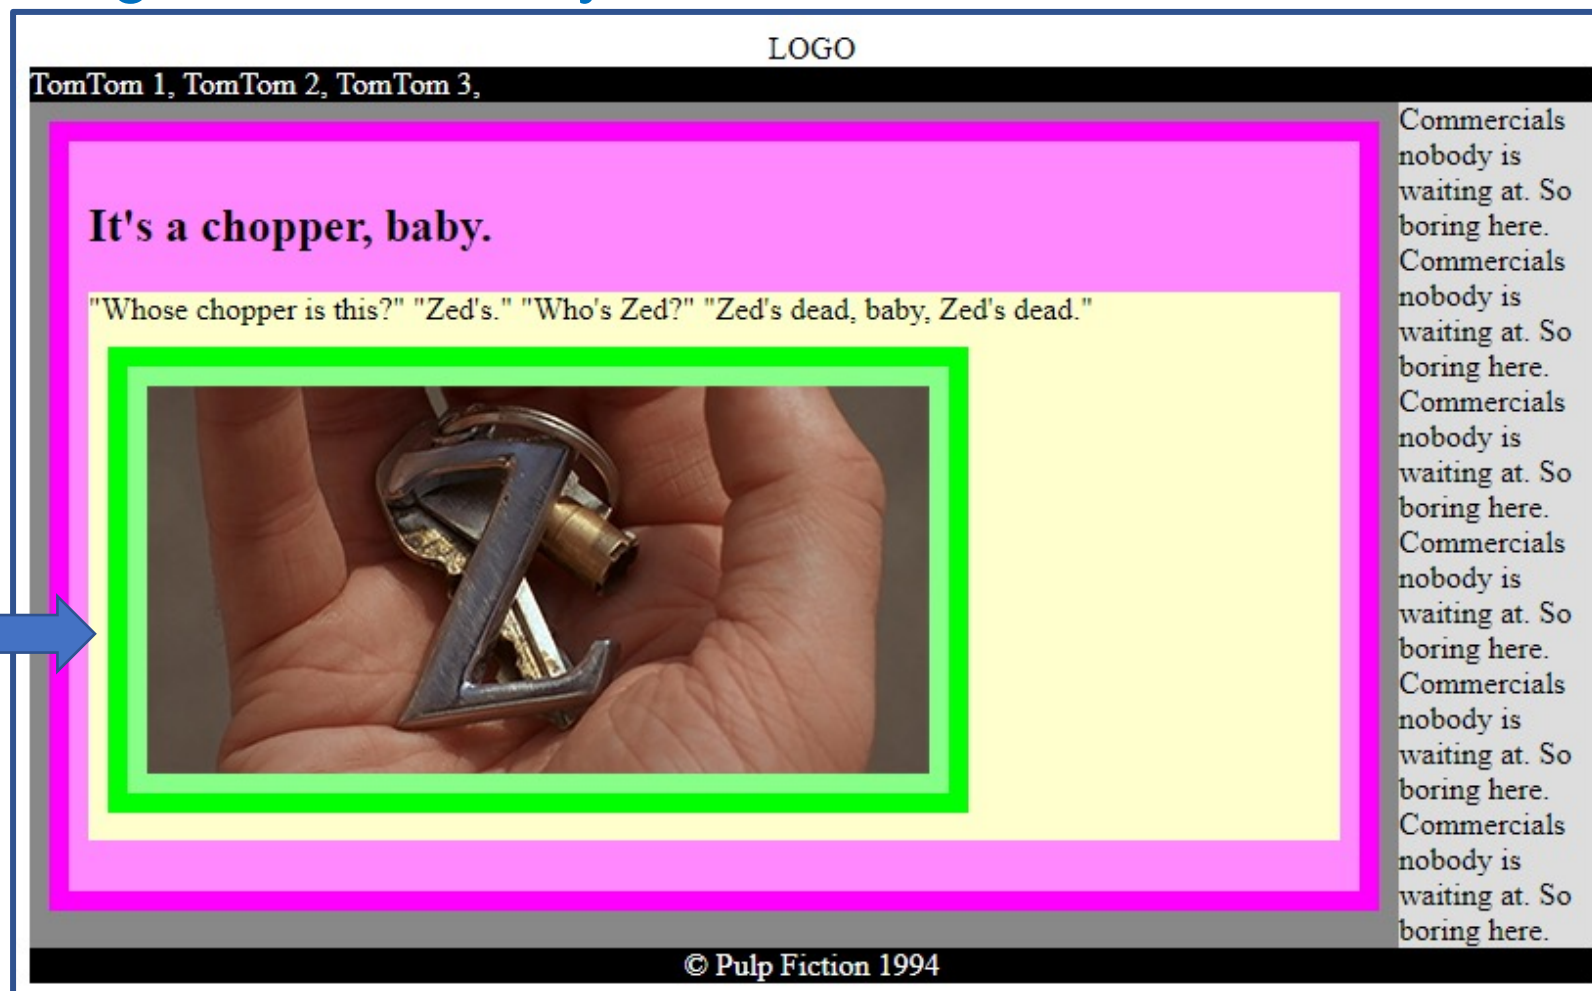 LOGO
TomTom 1, TomTom 2, TomTom 3,
It's a chopper, baby.
"Whose chopper is this?" "Zed's." "Who's Zed?" "Zed's dead, baby, Zed's dead."
Commercials
nobody is
waiting at. So
boring here.
Commercials
nobody is
waiting at. So
boring here.
Commercials
nobody is
waiting at. So
boring here.
Commercials
nobody is
waiting at. So
boring here.
Commercials
nobody is
waiting at. So
boring here.
Commercials
nobody is
waiting at. So
boring here.
© Pulp Fiction 1994